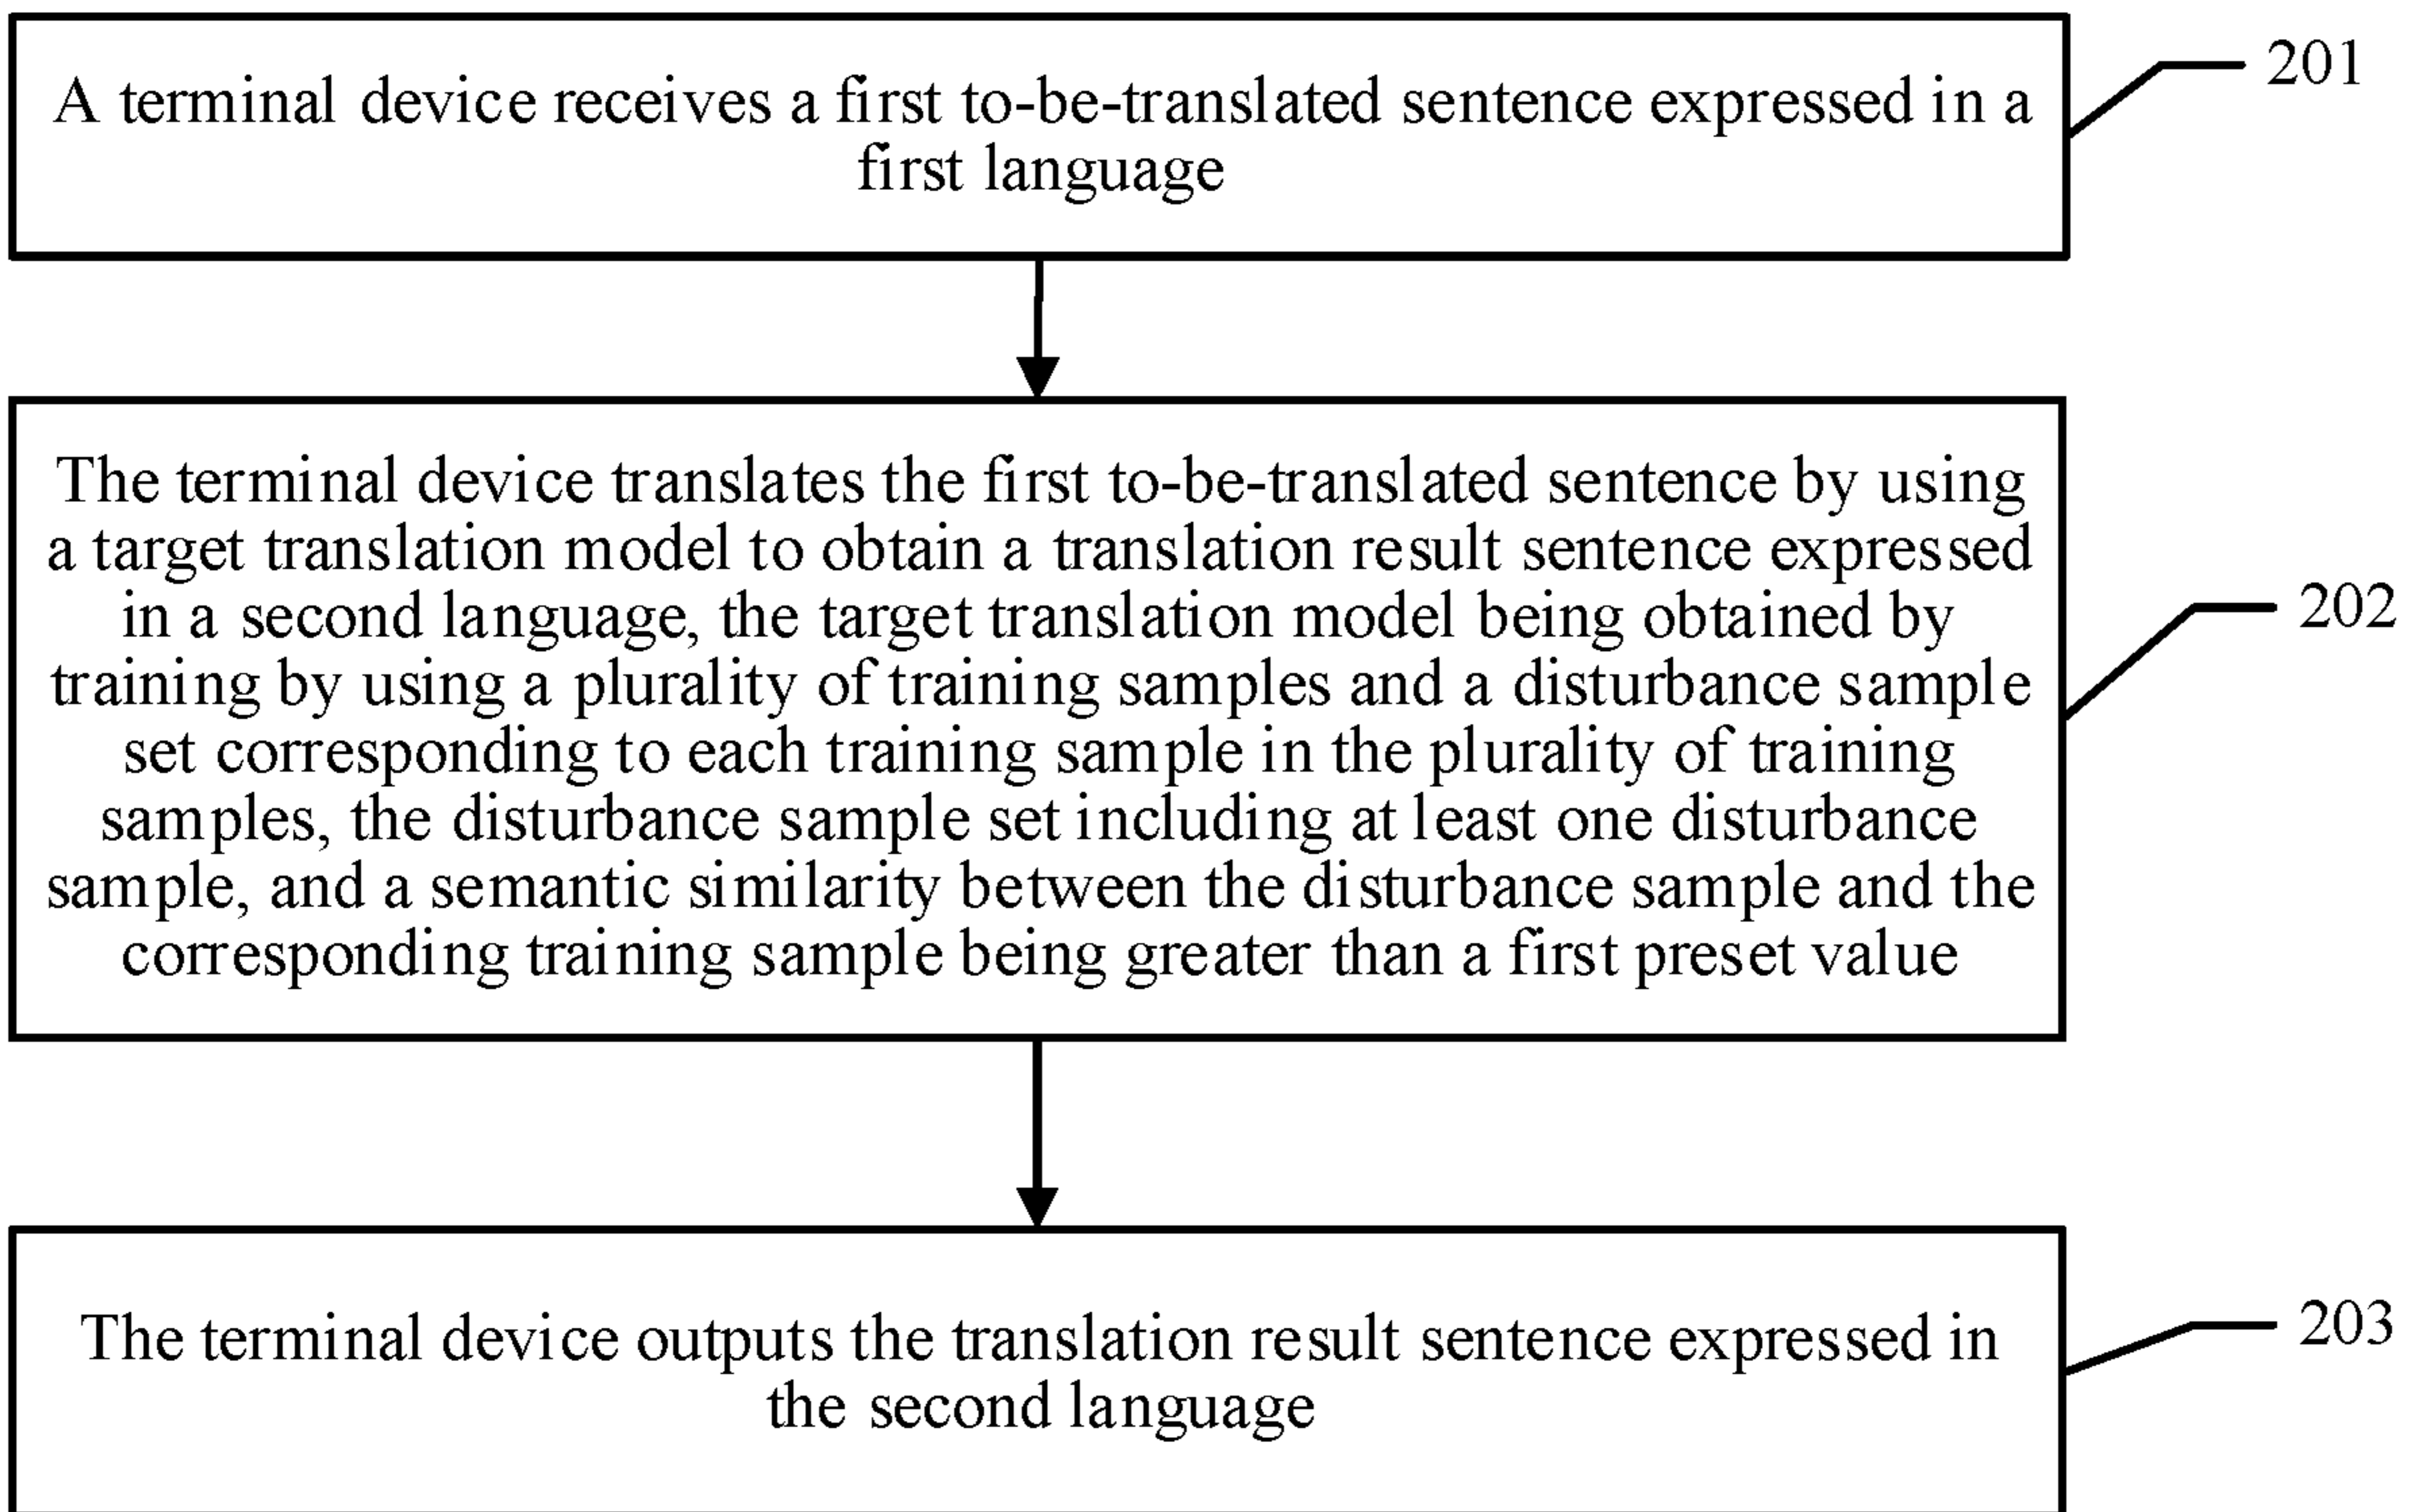 A terminal device receives a first to-be-translated sentence expressed in a
first language
201
The terminal device translates the first to-be-translated sentence by using
a target translation model to obtain a translation result sentence expressed
in a second language, the target translation model being obtained by
training by using a plurality of training samples and a disturbance sample
set corresponding to each training sample in the plurality of training
samples, the disturbance sample set including at least one disturbance
sample, and a semantic similarity between the disturbance sample and the
corresponding training sample being greater than a first preset value
202
The terminal device outputs the translation result sentence expressed in
the second language
203